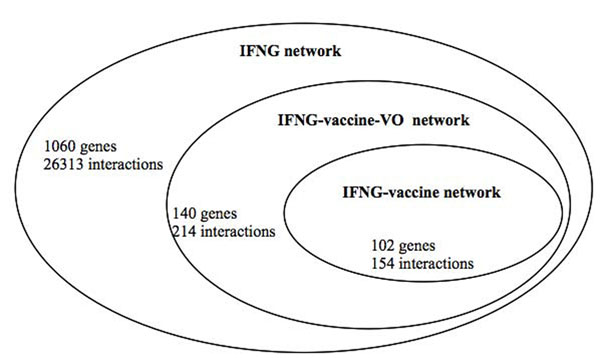 IFNG network
1060 genes
26313 interactions
IFNG-vaccine-VO network
140 genes
214 interactions
IFNG-vaccine network
102 genes
154 interactions